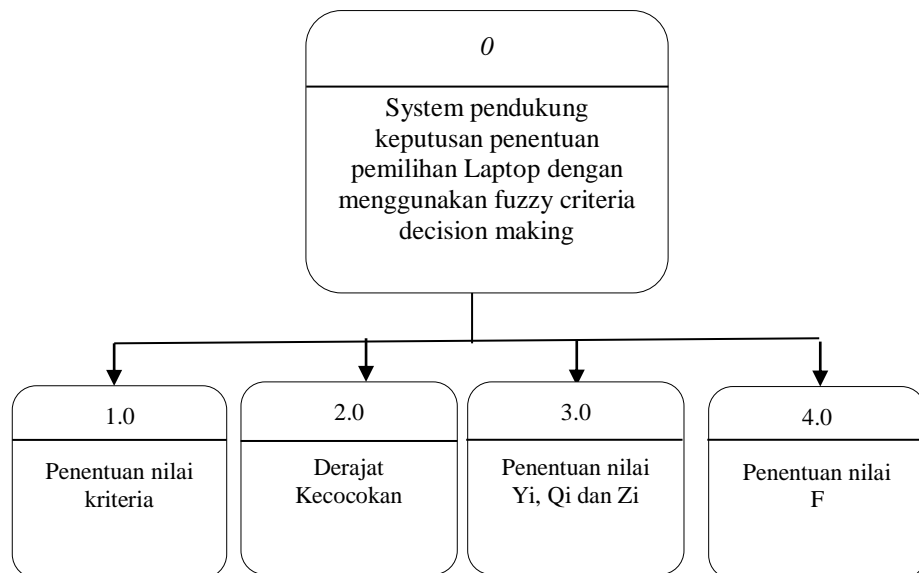 0
System pendukung
keputusan penentuan
pemilihan Laptop dengan
menggunakan fuzzy criteria
decision making
1.0
Penentuan nilai
kriteria
2.0
Derajat
Kecocokan
3.0
Penentuan nilai
Yi, Qi dan Zi
4.0
Penentuan nilai
F